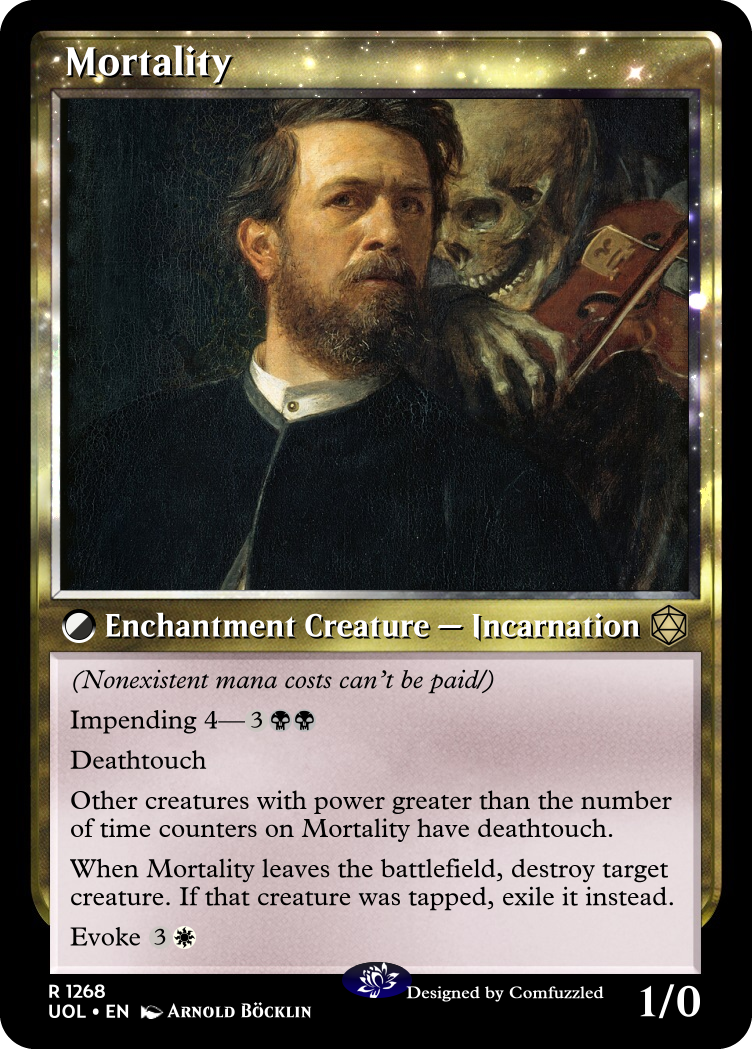 Mortality
Enchantment Creature — Incarnation
(Nonexistent mana costs can't be paid/)
Impending 4— 3
Deathtouch
Other creatures with power greater than the number
of time counters on Mortality have deathtouch.
When Mortality leaves the battlefield, destroy target
creature. If that creature was tapped, exile it instead.
Evoke 3
R 1268
UOL • EN ARNOLD BÖCKLIN
Designed by Comfuzzled
1/0